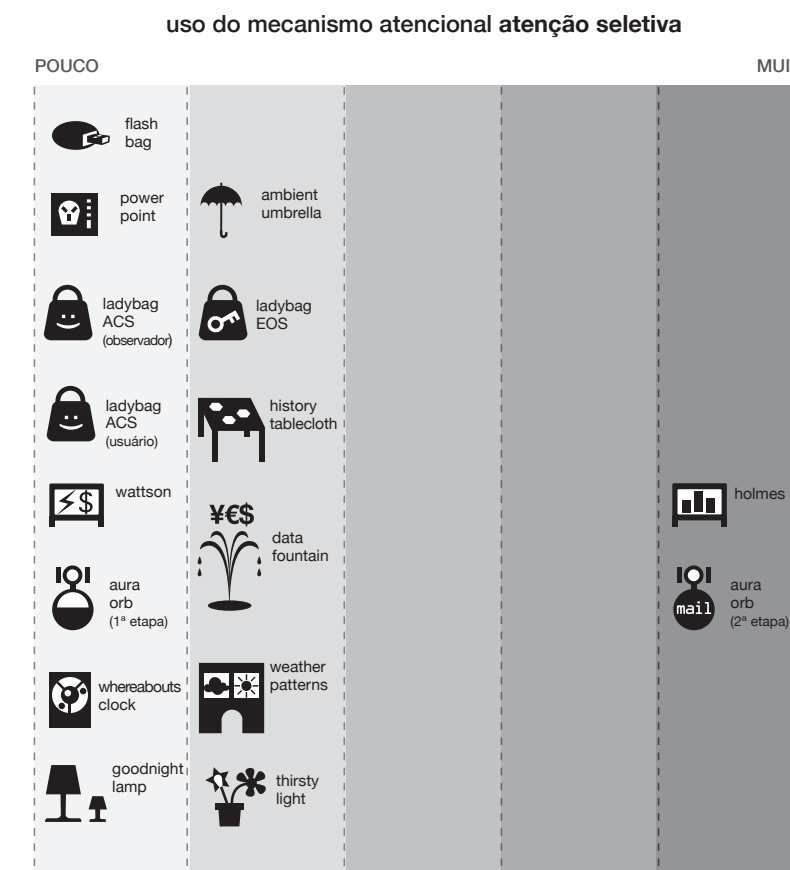 uso do mecanismo atencional atenção seletiva
POUCO
MUI
flash
bag
power
point
ladybag
ACS
(observador)
ladybag
ACS
(usuário)
wattson
$
aura
orb
(1ª etapa)
whereabouts
clock
goodnight
lamp
ambient
umbrella
ladybag
EOS
history
tablecloth
¥€$
data
fountain
weather
patterns
thirsty
light
holmes
mail
aura
orb
(2ª etapa)